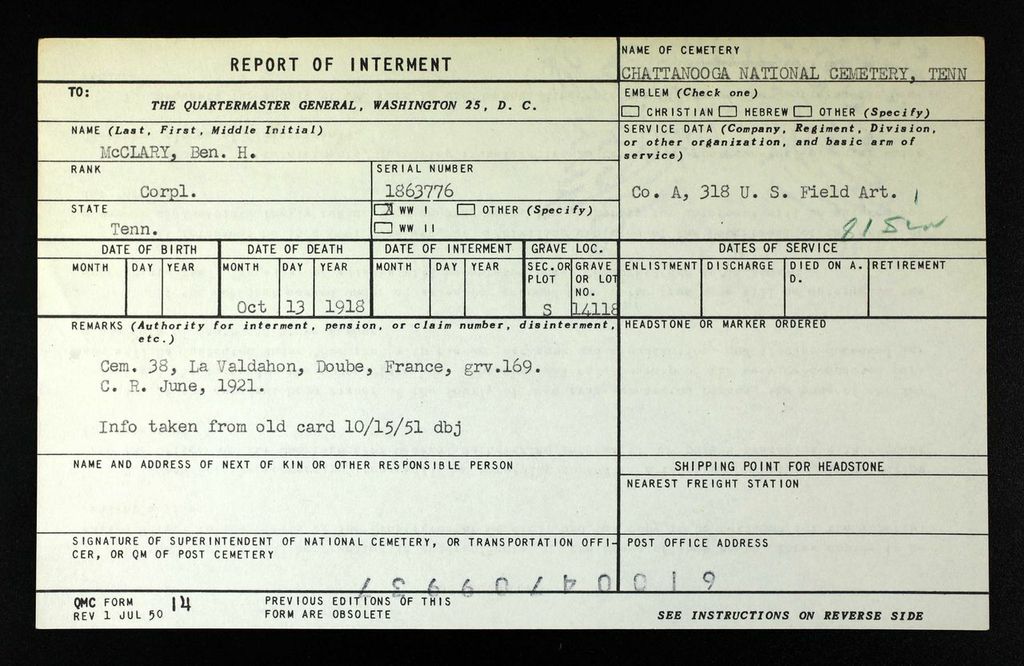 REPORT OF INTERMENT
NAME OF CEMETERY
CHATTANOOGA NATIONAL CEMETERY, TENN
TO:
THE QUARTERMASTER GENERAL, WASHINGTON 25, D. C.
EMBLEM (Check one)
CHRISTIAN HEBREW OTHER (Specify)
NAME (Last, First, Middle Initial)
McCLARY, Ben. H.
SERVICE DATA (Company, Regiment, Division,
or other organization, and basic arm of
service)
Co. A, 318 U. S. Field Art.
RANK
Corpl.
SERIAL NUMBER
1863776
STATE
Tenn.
X WW I OTHER (Specify)
WW II
DATE OF BIRTH DATE OF DEATH DATE OF INTERMENT GRAVE LOC. DATES OF SERVICE
MONTH DAY YEAR MONTH DAY YEAR MONTH DAY YEAR SEC.OR PLOT GRAVE OR LOT NO. ENLISTMENT DISCHARGE DIED ON A. D. RETIREMENT
Oct 13 1918 S 14118
REMARKS (Authority for interment, pension, or claim number, disinterment,
etc.)
Cem. 38, La Valdahon, Doube, France, grv.169.
C. R. June, 1921.
Info taken from old card 10/15/51 dbj
HEADSTONE OR MARKER ORDERED
NAME AND ADDRESS OF NEXT OF KIN OR OTHER RESPONSIBLE PERSON
SHIPPING POINT FOR HEADSTONE
NEAREST FREIGHT STATION
SIGNATURE OF SUPERINTENDENT OF NATIONAL CEMETERY, OR TRANSPORTATION OFFI-
CER, OR QM OF POST CEMETERY
POST OFFICE ADDRESS
QMC FORM 14
REV 1 JUL 50
PREVIOUS EDITIONS OF THIS
FORM ARE OBSOLETE
SEE INSTRUCTIONS ON REVERSE SIDE